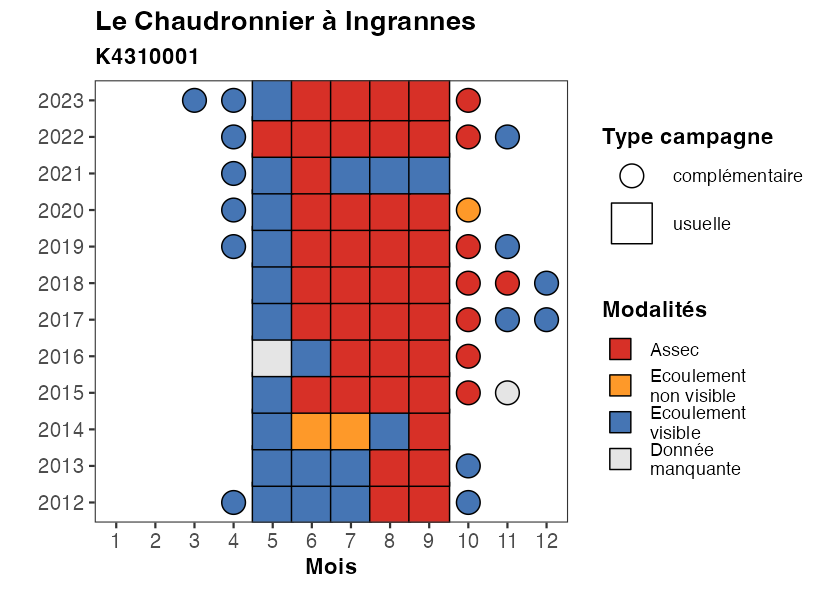 Le Chaudronnier à Ingrannes
K4310001
2023
2022
2021
2020
2019
2018
2017
2016
2015
2014
2013
2012
1 2 3 4 5 6 7 8 9 10 11 12
Mois
Type campagne
complémentaire
usuelle
Modalités
Assec
Ecoulement
non visible
Ecoulement
visible
Donnée
manquante